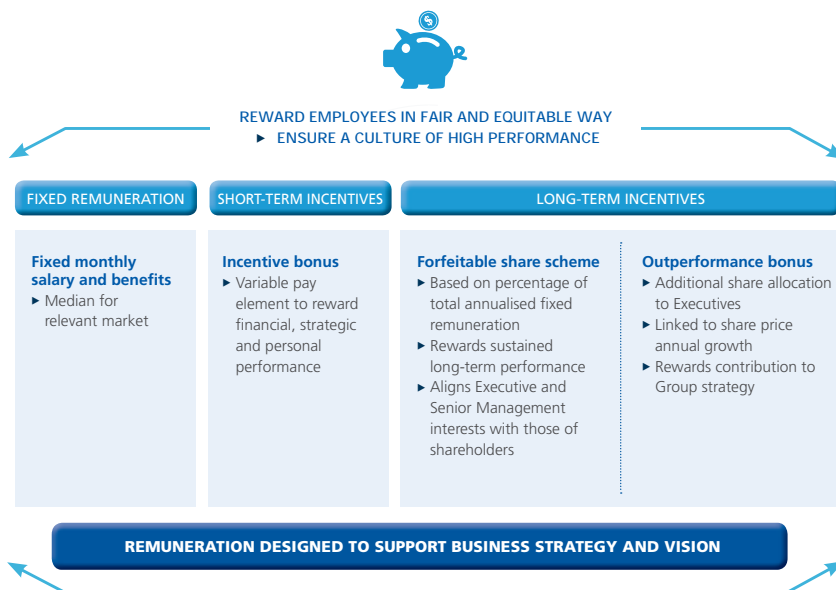 REWARD EMPLOYEES IN FAIR AND EQUITABLE WAY
▶ ENSURE A CULTURE OF HIGH PERFORMANCE
FIXED REMUNERATION
Fixed monthly
salary and benefits
▶ Median for
relevant market
SHORT-TERM INCENTIVES
Incentive bonus
▶ Variable pay
element to reward
financial, strategic
and personal
performance
LONG-TERM INCENTIVES
Forfeitable share scheme
▶ Based on percentage of
total annualised fixed
remuneration
▶ Rewards sustained
long-term performance
▶ Aligns Executive and
Senior Management
interests with those of
shareholders
Outperformance bonus
▶ Additional share allocation
to Executives
▶ Linked to share price
annual growth
▶ Rewards contribution to
Group strategy
REMUNERATION DESIGNED TO SUPPORT BUSINESS STRATEGY AND VISION